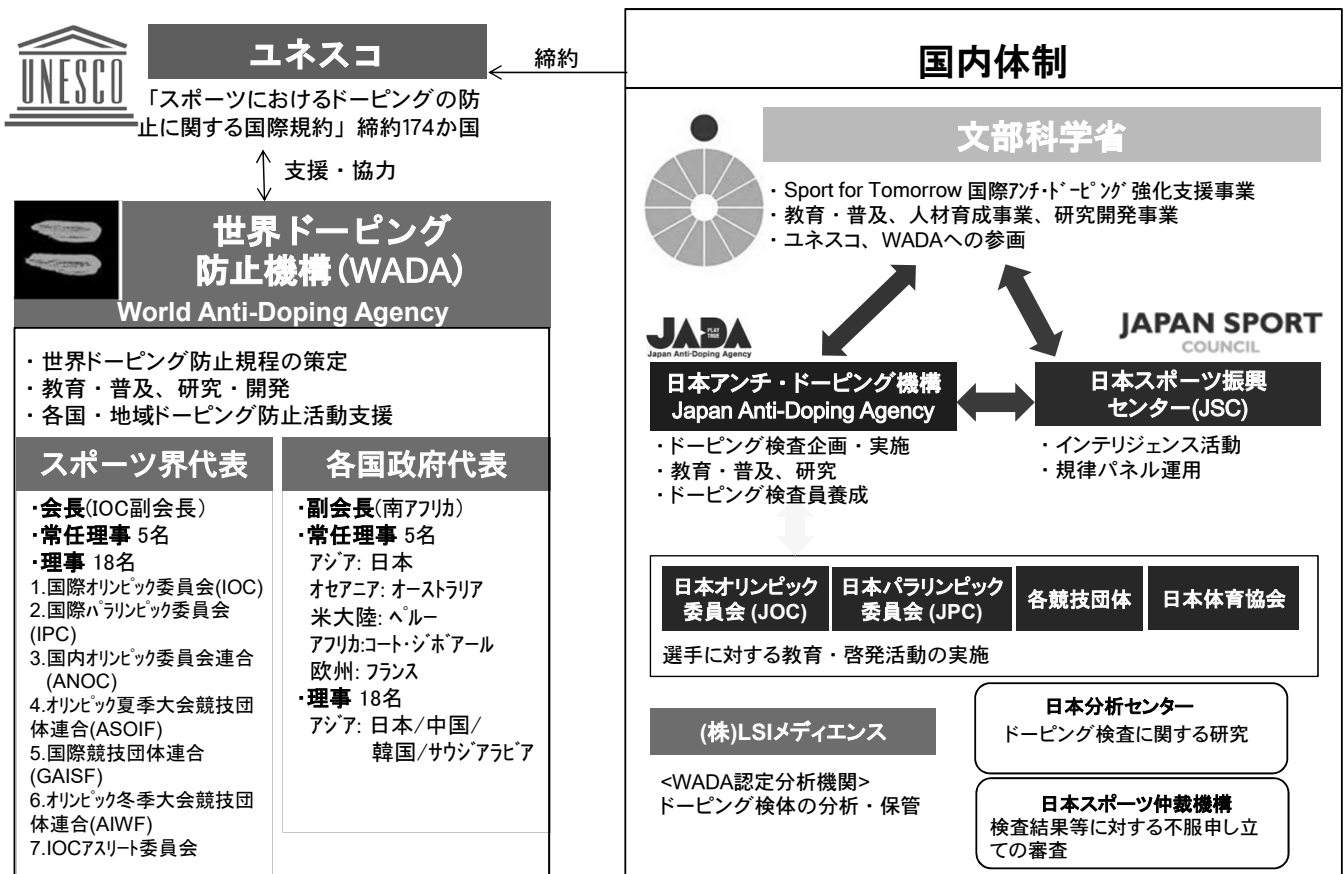 UNESCO
ユネスコ
「スポーツにおけるドーピングの防
止に関する国際規約」締約174か国
締約
支援・協力
世界ドーピング
防止機構(WADA)
World Anti-Doping Agency
・世界ドーピング防止規程の策定
・教育・普及、研究・開発
・各国・地域ドーピング防止活動支援
スポーツ界代表
・会長(IOC副会長)
・常任理事 5名
・理事 18名
1.国際オリンピック委員会(IOC)
2.国際パラリンピック委員会
(IPC)
3.国内オリンピック委員会連合
(ANOC)
4.オリンピック夏季大会競技団
体連合(ASOIF)
5.国際競技団体連合
(GAISF)
6.オリンピック冬季大会競技団
体連合(AIWF)
7.IOCアスリート委員会
各国政府代表
・副会長(南アフリカ)
・常任理事 5名
アジア: 日本
オセアニア: オーストラリア
米大陸: ペルー
アフリカ:コート・ジボアール
欧州: フランス
・理事 18名
アジア: 日本/中国/
韓国/サウジアラビア
国内体制
文部科学省
・Sport for Tomorrow 国際アンチ・ドーピング強化支援事業
・教育・普及、人材育成事業、研究開発事業
・ユネスコ、WADAへの参画
JADA
PLAY
TRUE
Japan Anti-Doping Agency
日本アンチ・ドーピング機構
Japan Anti-Doping Agency
・ドーピング検査企画・実施
・教育・普及、研究
・ドーピング検査員養成
JAPAN SPORT
COUNCIL
日本スポーツ振興
センター(JSC)
・インテリジェンス活動
・規律パネル運用
日本オリンピック
委員会 (JOC)
日本パラリンピック
委員会 (JPC)
各競技団体
日本体育協会
選手に対する教育・啓発活動の実施
(株)LSIメディエンス
<WADA認定分析機関>
ドーピング検体の分析・保管
日本分析センター
ドーピング検査に関する研究
日本スポーツ仲裁機構
検査結果等に対する不服申し立
ての審査